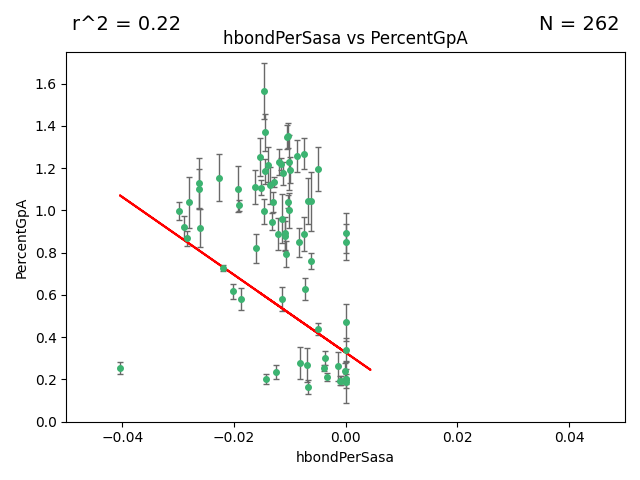 r^2 = 0.22
N = 262
hbondPerSasa vs PercentGpA
1.6
1.4
1.2
1.0
0.8
0.6
0.4
0.2
0.0
PercentGpA
−0.04
−0.02
0.00
0.02
0.04
hbondPerSasa